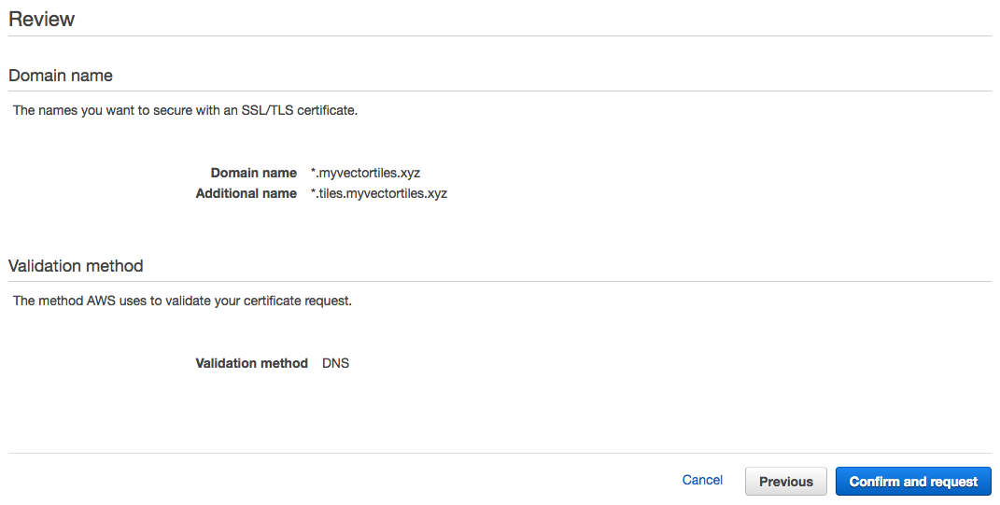 Review
Domain name
The names you want to secure with an SSL/TLS certificate.
Domain name *.myvectortiles.xyz
Additional name *.tiles.myvectortiles.xyz
Validation method
The method AWS uses to validate your certificate request.
Validation method DNS
Cancel Previous Confirm and request